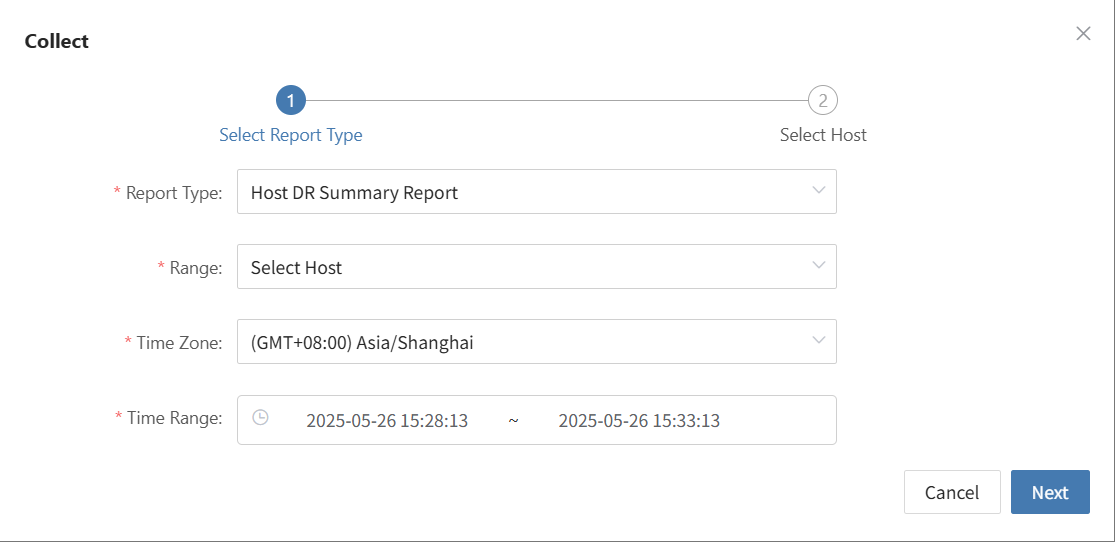 Collect
1
2
Select Report Type
Select Host
* Report Type: Host DR Summary Report
* Range: Select Host
* Time Zone: (GMT+08:00) Asia/Shanghai
* Time Range: 2025-05-26 15:28:13 ~ 2025-05-26 15:33:13
Cancel Next